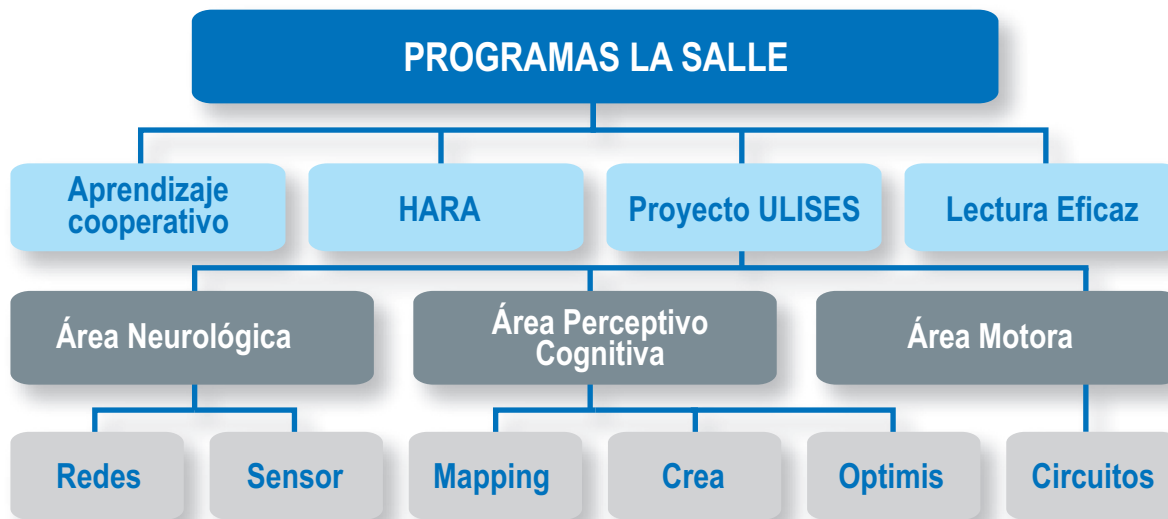 PROGRAMAS LA SALLE
Aprendizaje
cooperativo
HARA
Proyecto ULISES
Lectura Eficaz
Área Neurológica
Área Perceptivo
Cognitiva
Área Motora
Redes
Sensor
Mapping
Crea
Optimis
Circuitos